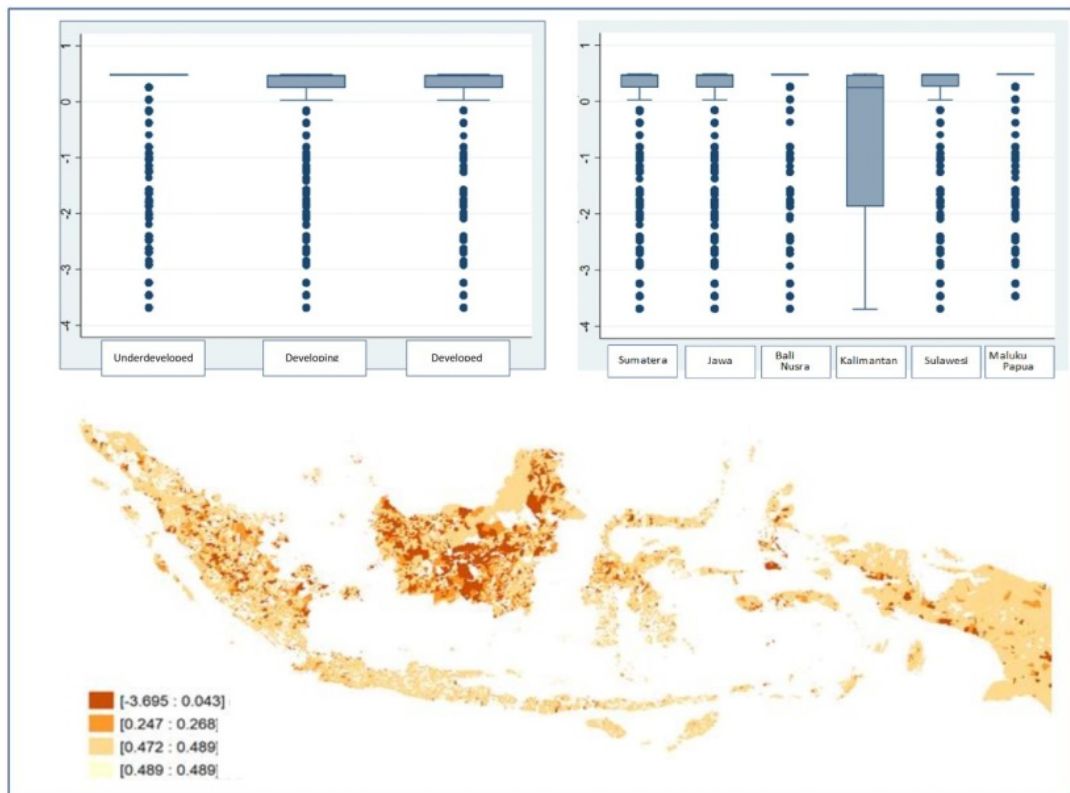 1
0
-1
-2
-3
-4
Underdeveloped
Developing
Developed
1
0
-1
-2
-3
-4
Sumatera
Jawa
Bali
Nusra
Kalimantan
Sulawesi
Maluku
Papua
[-3.695 : 0.043]
[0.247 : 0.268]
[0.472 : 0.489]
[0.489 : 0.489]